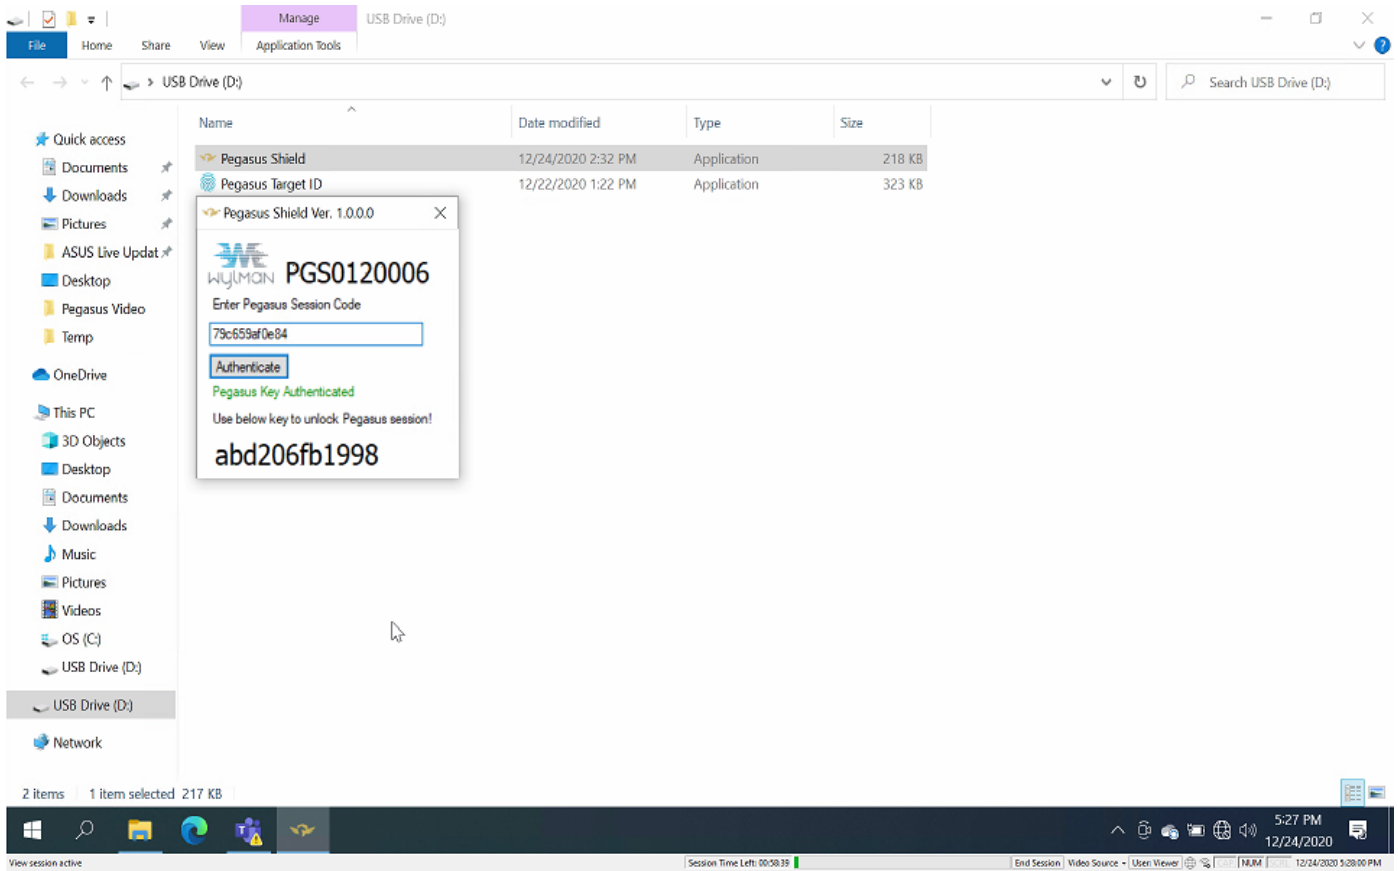 Manage
USB Drive (D:)
File
Home
Share
View
Application Tools
USB Drive (D:)
Search USB Drive (D:)
Name
Date modified
Type
Size
Quick access
Documents
Downloads
Pictures
ASUS Live Updat
Desktop
Pegasus Video
Temp
OneDrive
This PC
3D Objects
Desktop
Documents
Downloads
Music
Pictures
Videos
OS (C:)
USB Drive (D:)
USB Drive (D:)
Network
Pegasus Shield 12/24/2020 2:32 PM Application 218 KB
Pegasus Target ID 12/22/2020 1:22 PM Application 323 KB
Pegasus Shield Ver. 1.0.0.0
wylman
PGS0120006
Enter Pegasus Session Code
79c659af0e84
Authenticate
Pegasus Key Authenticated
Use below key to unlock Pegasus session!
abd206fb1998
2 items 1 item selected 217 KB
5:27 PM
12/24/2020
View session active
Session Time Left: 00:58:39
End Session
Video Source
User: Viewer
CAP
NUM
12/24/2020 5:28:00 PM